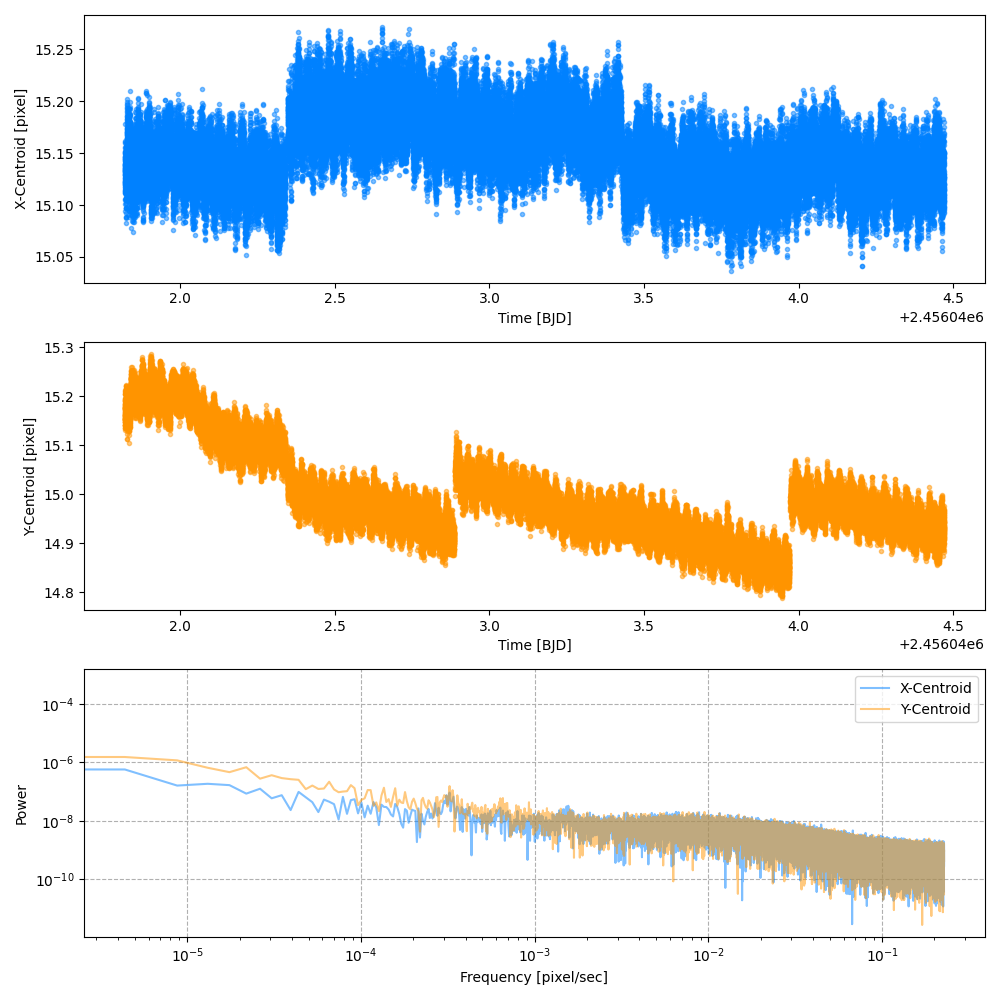 15.25
15.20
15.15
15.10
15.05
X-Centroid [pixel]
2.0 2.5 3.0 3.5 4.0 4.5
Time [BJD]
+2.45604e6
15.3
15.2
15.1
15.0
14.9
14.8
Y-Centroid [pixel]
2.0 2.5 3.0 3.5 4.0 4.5
Time [BJD]
+2.45604e6
X-Centroid
Y-Centroid
10⁻⁴
10⁻⁶
10⁻⁸
10⁻¹⁰
Power
10⁻⁵ 10⁻⁴ 10⁻³ 10⁻² 10⁻¹
Frequency [pixel/sec]